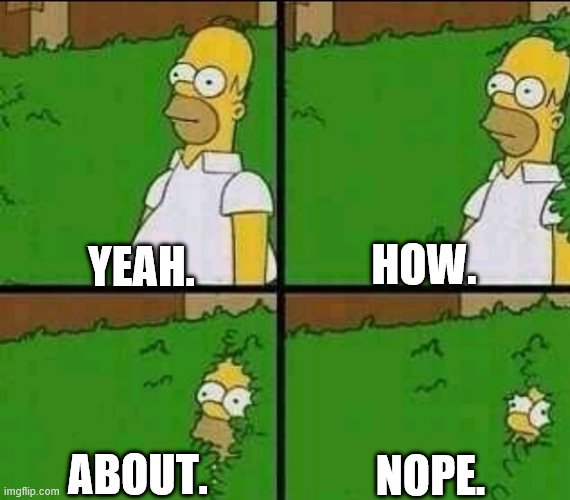 YEAH.
HOW.
ABOUT.
NOPE.
imgflip.com